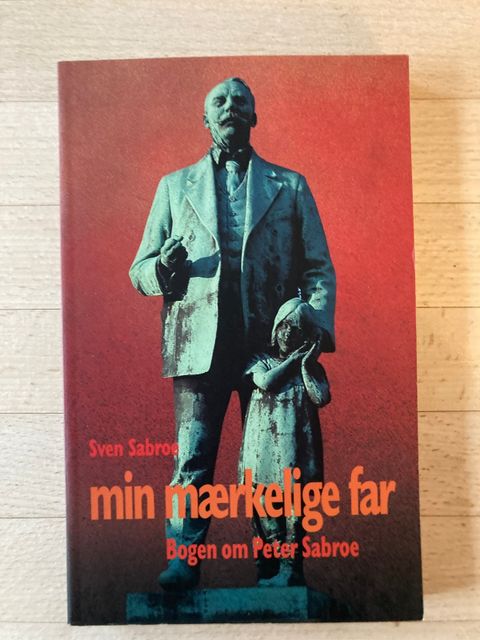 Sven Sabroe
min mærkelige far
Bogen om Peter Sabroe